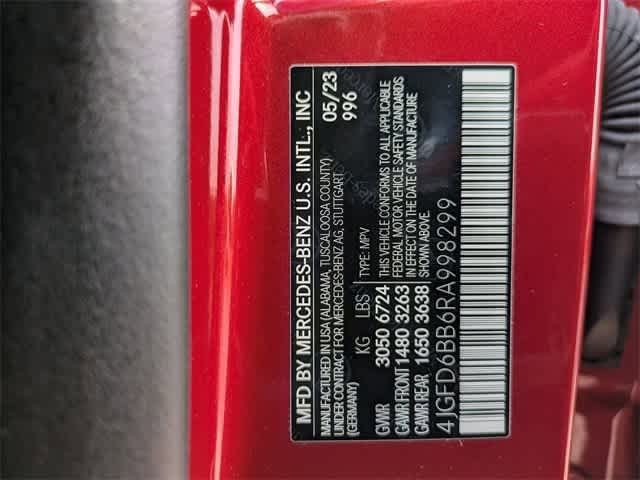 MFD BY MERCEDES-BENZ U.S. INTL., INC
MANUFACTURED IN USA (ALABAMA, TUSCALOOSA COUNTY)
UNDER CONTRACT FOR MERCEDES-BENZ AG, STUTTGART
(GERMANY)
05/23
996
KG LBS TYPE: MPV
GVWR 3050 6724
GAWR FRONT 1480 3263
GAWR REAR 1650 3638
THIS VEHICLE CONFORMS TO ALL APPLICABLE
FEDERAL MOTOR VEHICLE SAFETY STANDARDS
IN EFFECT ON THE DATE OF MANUFACTURE
SHOWN ABOVE.
4JGFD6BB6RA998299